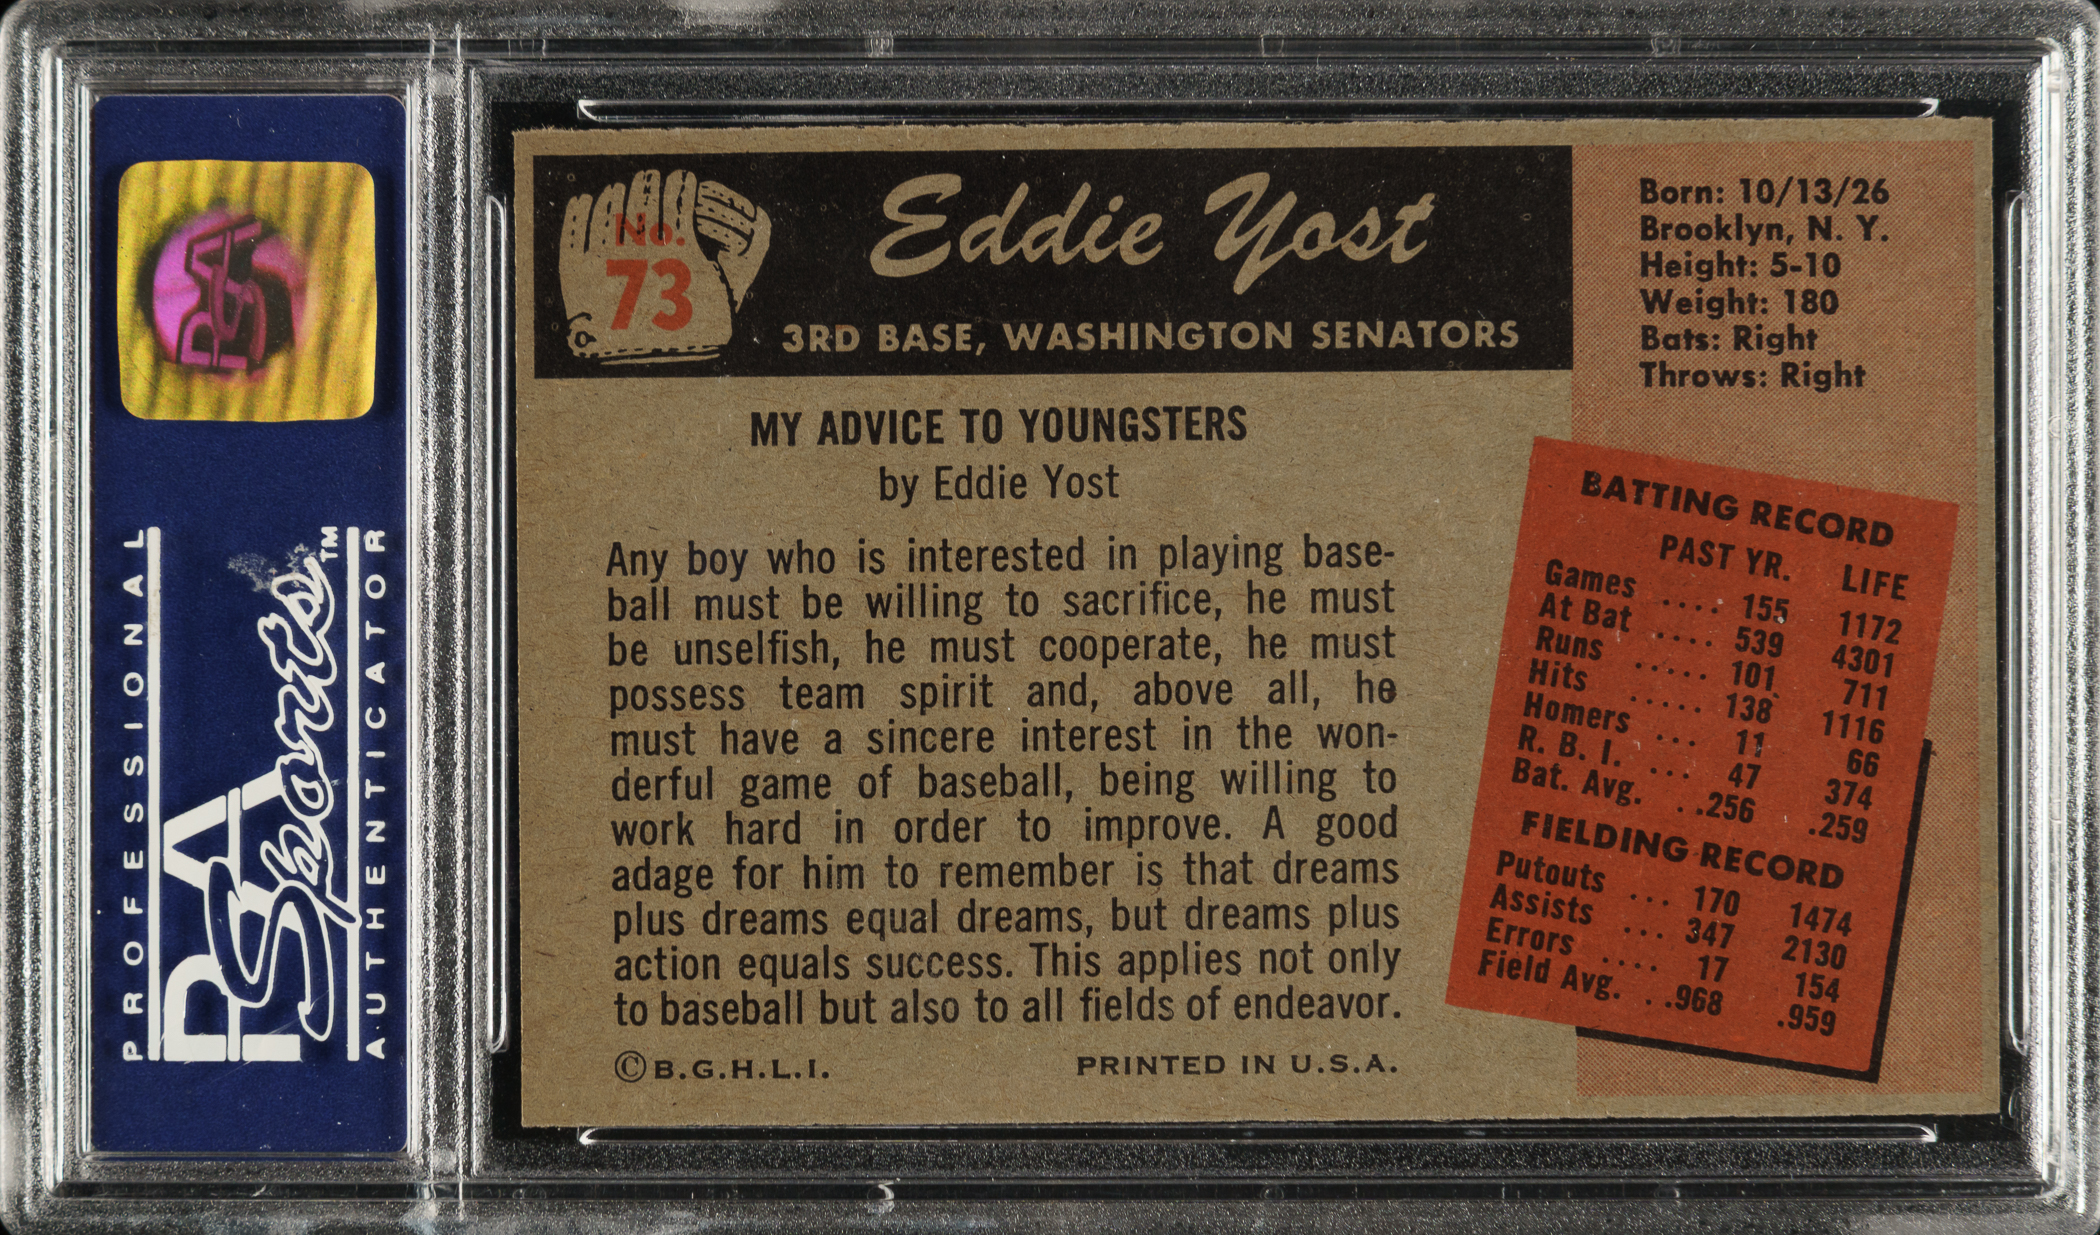 PSA
PROFESSIONAL
PSA
Sports™
AUTHENTICATOR
No.
73
Eddie Yost
3RD BASE, WASHINGTON SENATORS
Born: 10/13/26
Brooklyn, N. Y.
Height: 5-10
Weight: 180
Bats: Right
Throws: Right
MY ADVICE TO YOUNGSTERS
by Eddie Yost
Any boy who is interested in playing base-
ball must be willing to sacrifice, he must
be unselfish, he must cooperate, he must
possess team spirit and, above all, he
must have a sincere interest in the won-
derful game of baseball, being willing to
work hard in order to improve. A good
adage for him to remember is that dreams
plus dreams equal dreams, but dreams plus
action equals success. This applies not only
to baseball but also to all fields of endeavor.
© B.G.H.L.I. PRINTED IN U.S.A.
BATTING RECORD
PAST YR. LIFE
Games .... 155 1172
At Bat .... 539 4301
Runs ..... 101 711
Hits ..... 138 1116
Homers ... 11 66
R. B. I. ... 47 374
Bat. Avg. . .256 .259
FIELDING RECORD
Putouts ... 170 1474
Assists ... 347 2130
Errors .... 17 154
Field Avg. . .968 .959